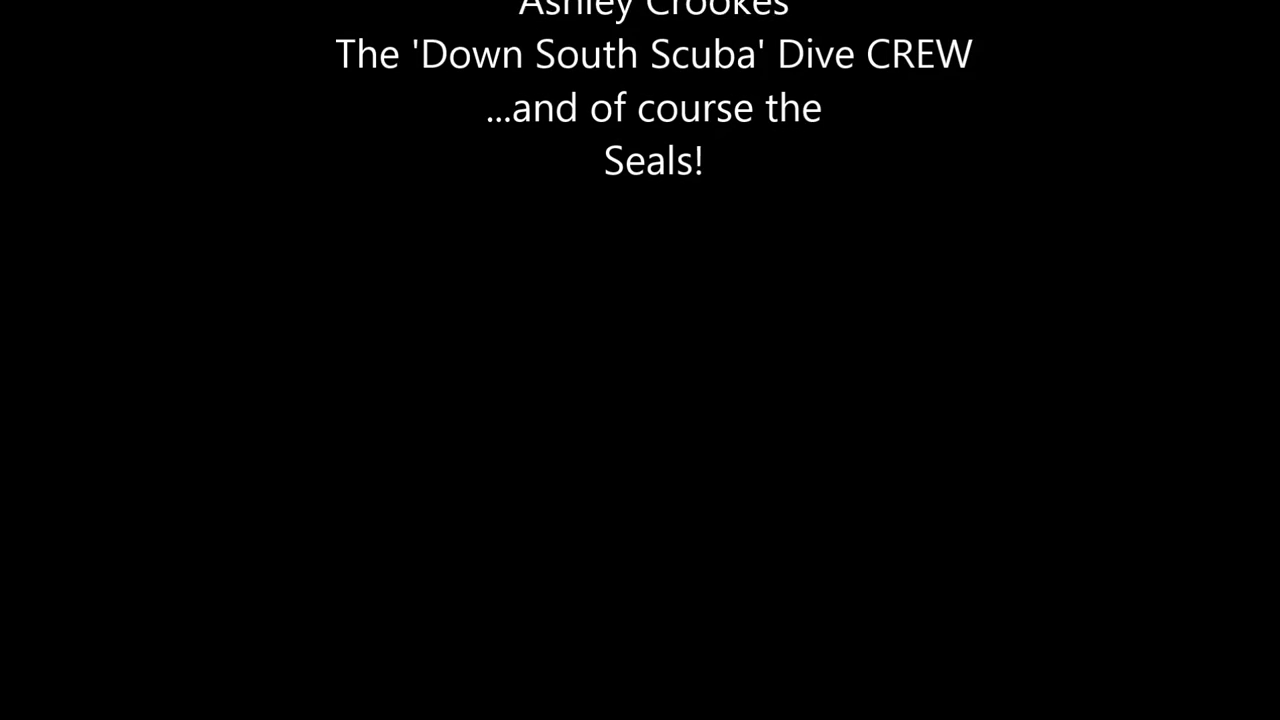 Ashley Crookes
The 'Down South Scuba' Dive CREW
...and of course the
Seals!